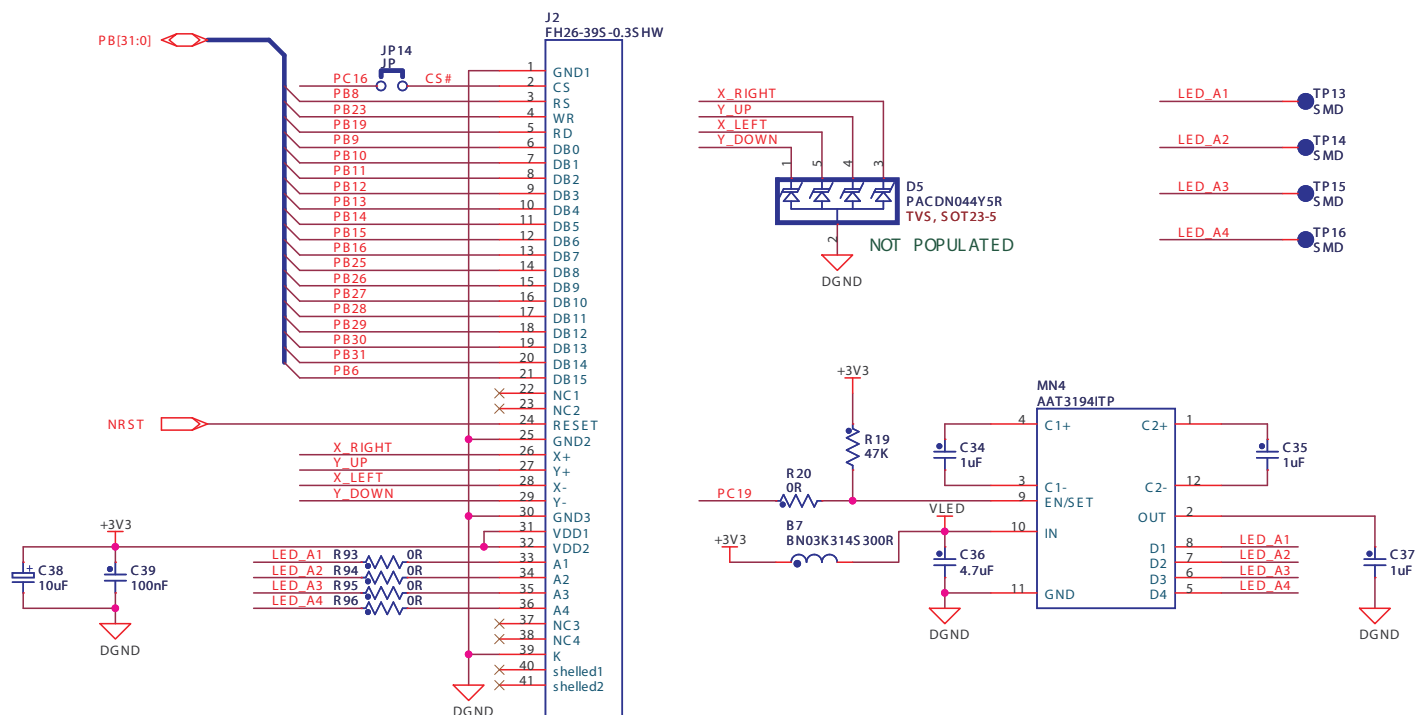 J2
FH26-39S-0.3SHW
PB[31:0]
JP14
JP
PC16 CS# 1 GND1
PB8 2 CS
PB23 3 RS
PB19 4 WR
PB9 5 RD
PB10 6 DB0
PB11 7 DB1
PB12 8 DB2
PB13 9 DB3
PB14 10 DB4
PB15 11 DB5
PB16 12 DB6
PB25 13 DB7
PB26 14 DB8
PB27 15 DB9
PB28 16 DB10
PB29 17 DB11
PB30 18 DB12
PB31 19 DB13
PB6 20 DB14
21 DB15
22 NC1
23 NC2
NRST 24 RESET
25 GND2
X_RIGHT 26 X+
Y_UP 27 Y+
X_LEFT 28 X-
Y_DOWN 29 Y-
30 GND3
31 VDD1
+3V3 32 VDD2
LED_A1 R93 0R 33 A1
LED_A2 R94 0R 34 A2
LED_A3 R95 0R 35 A3
LED_A4 R96 0R 36 A4
37 NC3
38 NC4
39 K
40 shelled1
41 shelled2
+ C38
10uF
C39
100nF
DGND
DGND
X_RIGHT
Y_UP
X_LEFT
Y_DOWN
1 5 4 3
D5
PACDN044Y5R
TVS, SOT23-5
2
NOT POPULATED
DGND
LED_A1 TP13
SMD
LED_A2 TP14
SMD
LED_A3 TP15
SMD
LED_A4 TP16
SMD
+3V3
R19
47K
R20
0R
PC19
VLED
B7
BN03K314S300R
+3V3
C36
4.7uF
DGND
C34
1uF
MN4
AAT3194ITP
4 C1+ C2+ 1
3 C1- C2- 12
9 EN/SET
OUT 2
10 IN
D1 8 LED_A1
D2 7 LED_A2
D3 6 LED_A3
11 GND D4 5 LED_A4
C35
1uF
C37
1uF
DGND